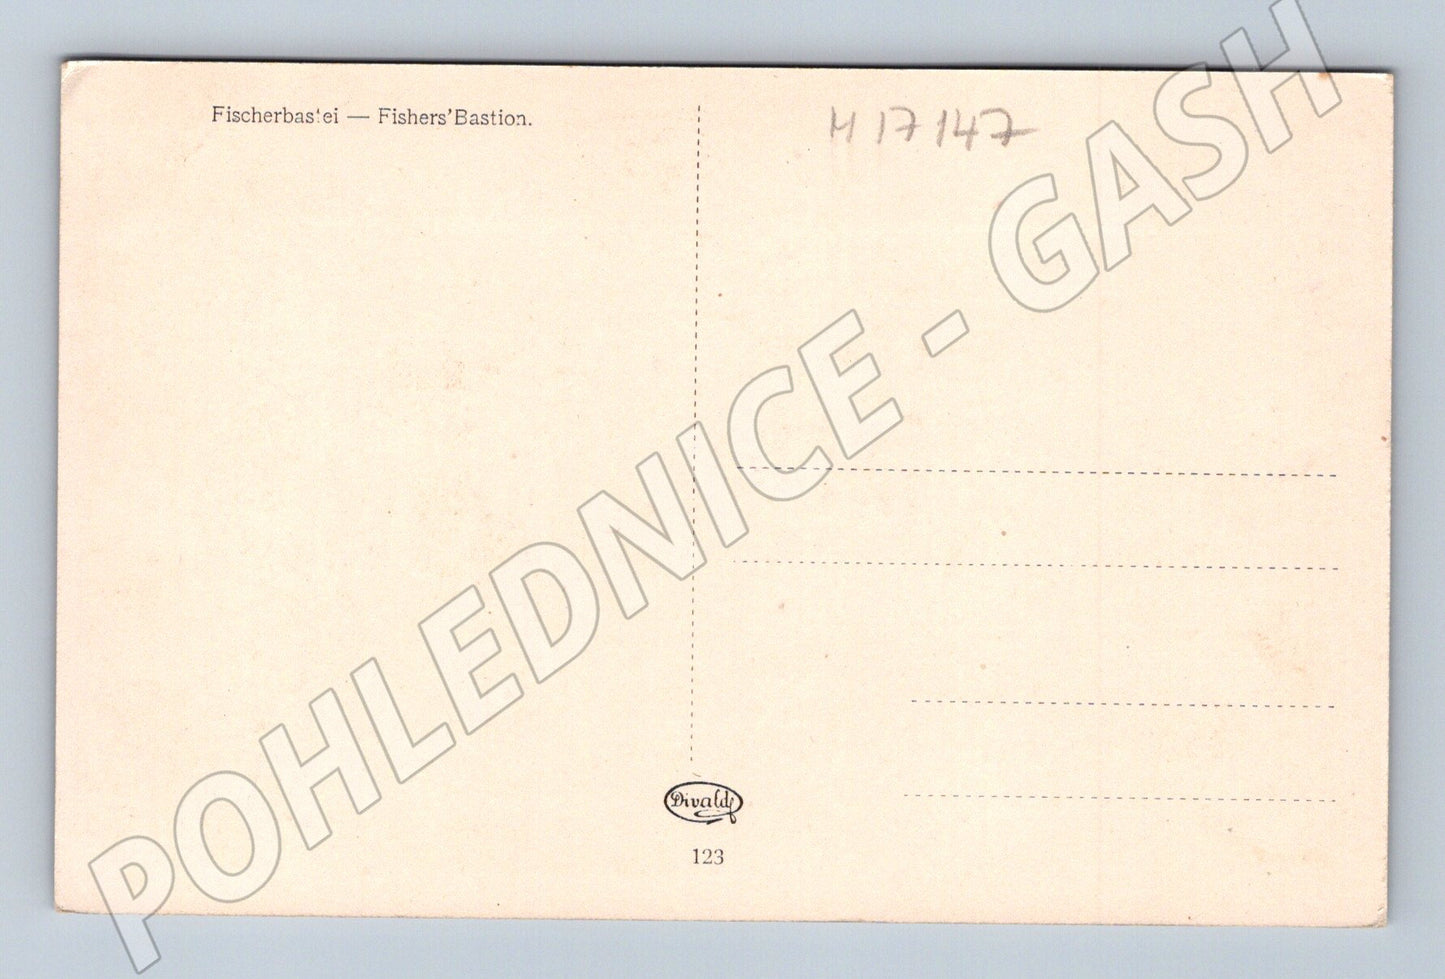 Fischerbastei — Fishers'Bastion.
H 17147
POHLEDNICE - GASH
Divald
123